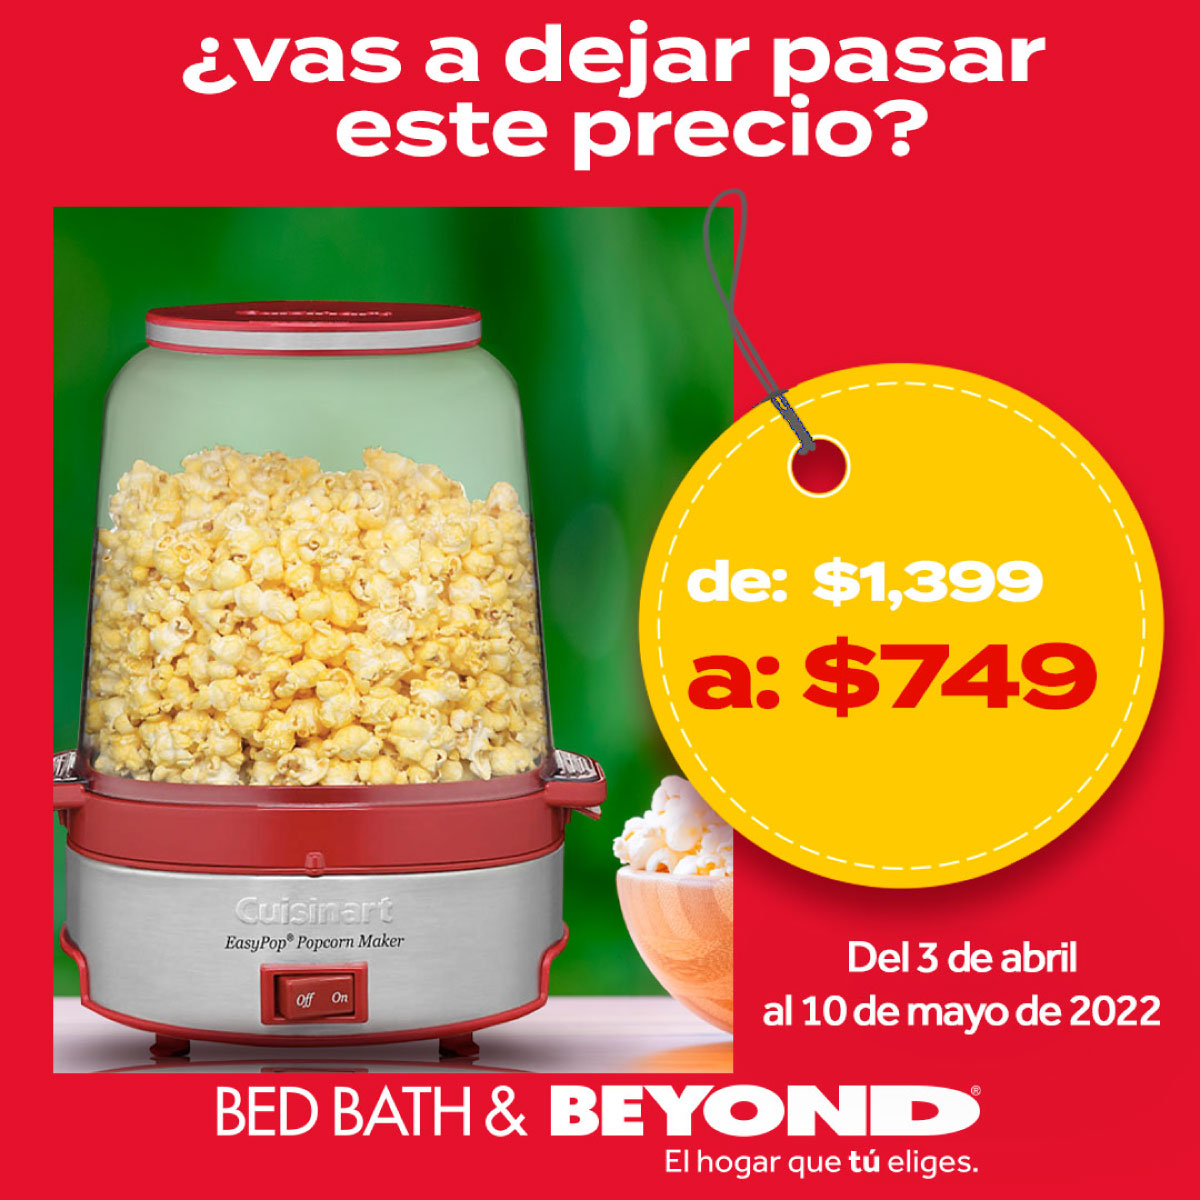 ¿vas a dejar pasar
este precio?
Cuisinart
de: $1,399
a: $749
Cuisinart
EasyPop® Popcorn Maker
Off On
Del 3 de abril
al 10 de mayo de 2022
BED BATH & BEYOND®
El hogar que tú eliges.